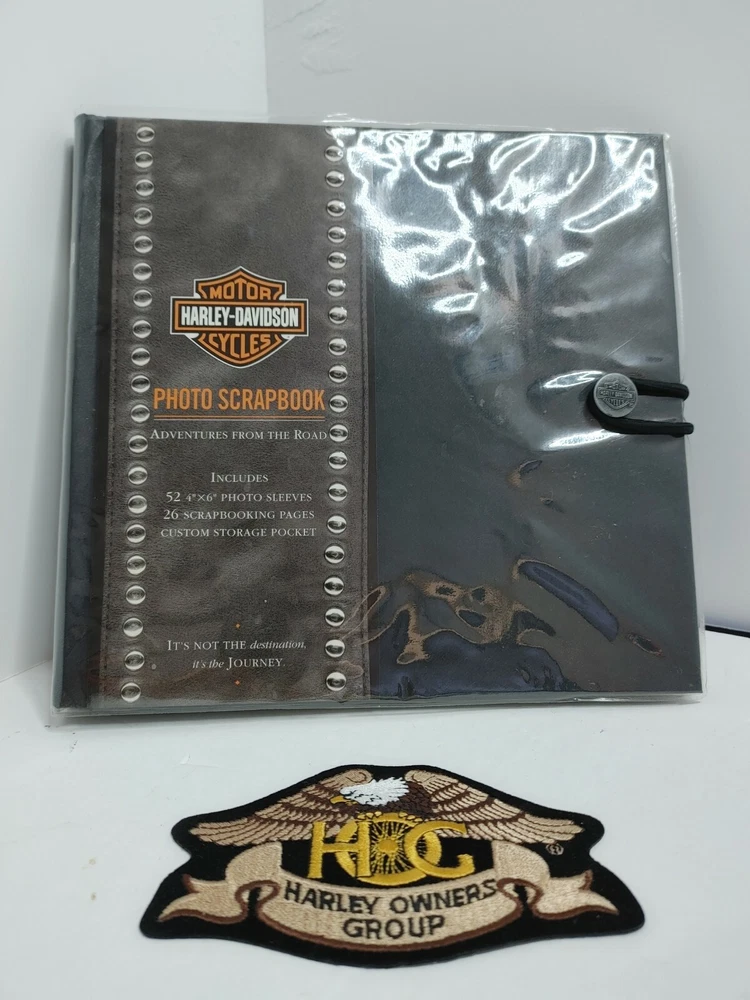 MOTOR
HARLEY-DAVIDSON
CYCLES
PHOTO SCRAPBOOK
ADVENTURES FROM THE ROAD
INCLUDES
52 4"×6" PHOTO SLEEVES
26 SCRAPBOOKING PAGES
CUSTOM STORAGE POCKET
IT'S NOT THE destination,
it's the JOURNEY.
HOG
®
HARLEY OWNERS
GROUP